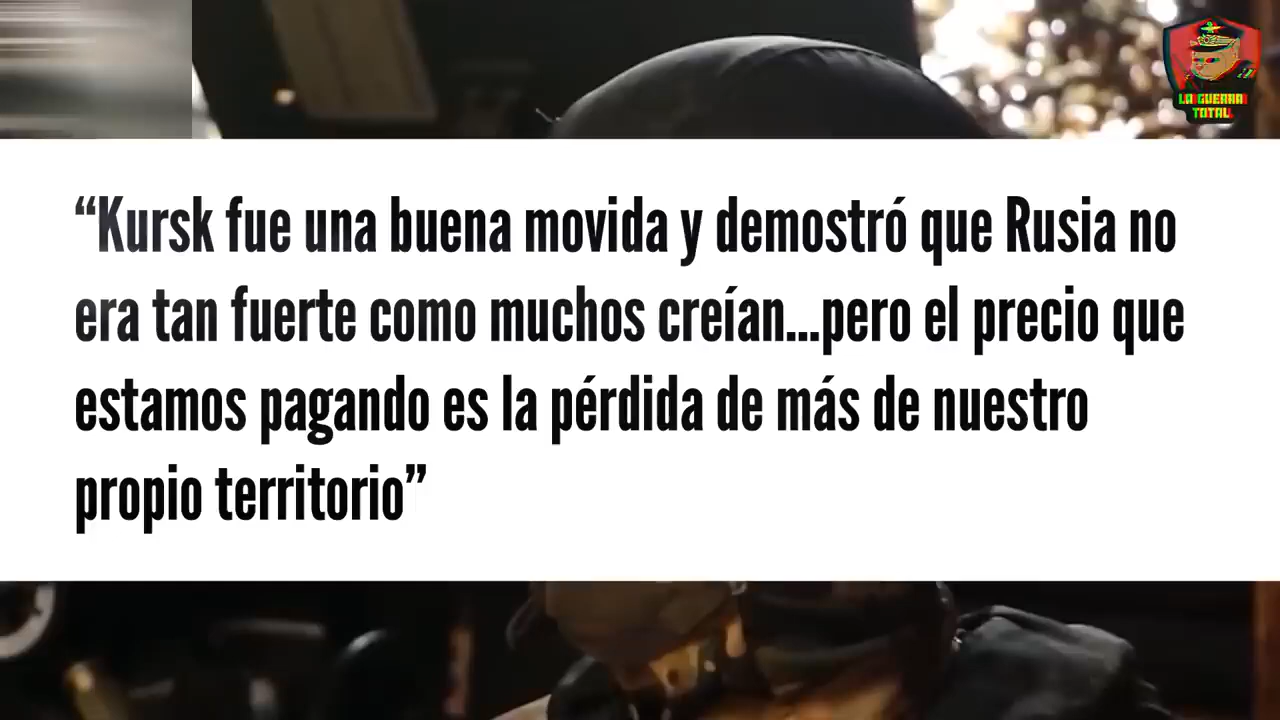 LA GUERRA
TOTAL
“Kursk fue una buena movida y demostró que Rusia no
era tan fuerte como muchos creían...pero el precio que
estamos pagando es la pérdida de más de nuestro
propio territorio”